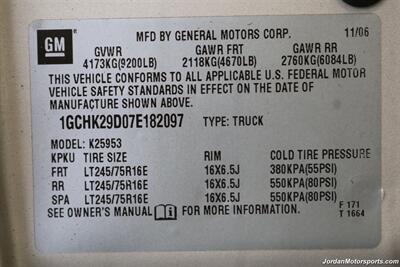 GM
MFD BY GENERAL MOTORS CORP. 11/06
GVWR GAWR FRT GAWR RR
4173KG(9200LB) 2118KG(4670LB) 2760KG(6084LB)
THIS VEHICLE CONFORMS TO ALL APPLICABLE U.S. FEDERAL MOTOR
VEHICLE SAFETY STANDARDS IN EFFECT ON THE DATE OF
MANUFACTURE SHOWN ABOVE.
1GCHK29D07E182097 TYPE: TRUCK
MODEL: K25953
KPKU TIRE SIZE RIM COLD TIRE PRESSURE
FRT LT245/75R16E 16X6.5J 380KPA(55PSI)
RR LT245/75R16E 16X6.5J 550KPA(80PSI)
SPA LT245/75R16E 16X6.5J 550KPA(80PSI)
SEE OWNER'S MANUAL FOR MORE INFORMATION.
F 171
T 1664
JordanMotorsports.com